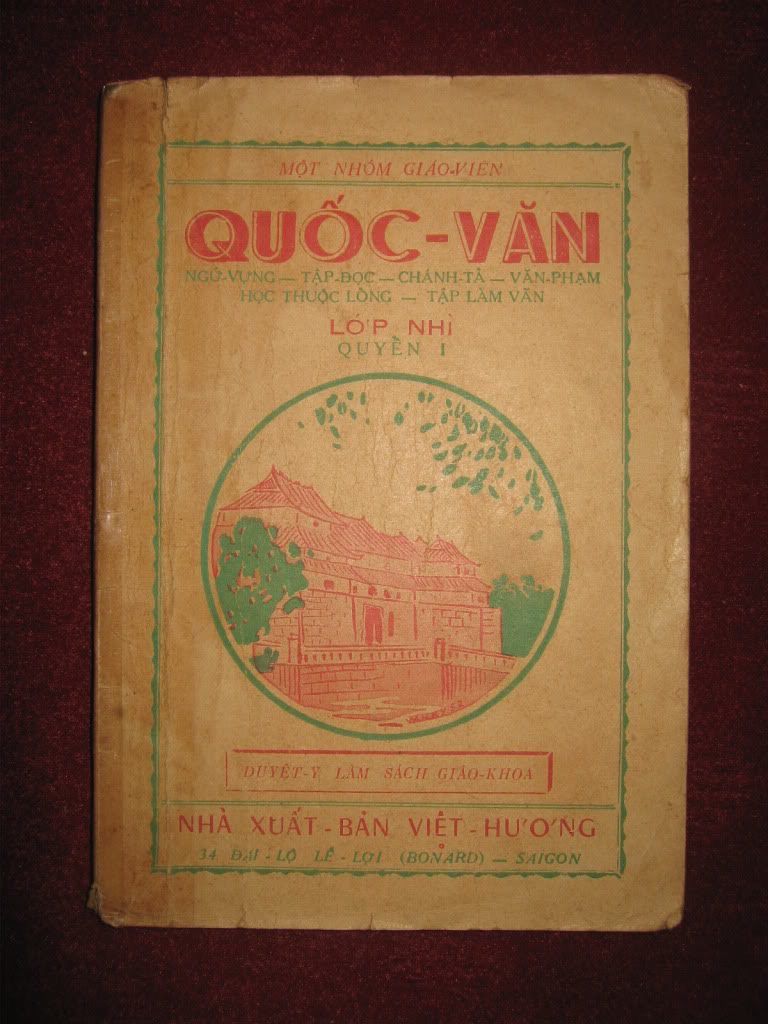 MỘT NHÓM GIÁO-VIÊN
QUỐC-VĂN
NGỮ-VỰNG — TẬP-ĐỌC — CHÁNH-TẢ — VĂN-PHẠM
HỌC THUỘC LÒNG — TẬP LÀM VĂN
LỚP NHÌ
QUYỂN I
DUYỆT-Y LÀM SÁCH GIÁO-KHOA
NHÀ XUẤT-BẢN VIỆT-HƯƠNG
34 ĐẠI-LỘ LÊ-LỢI (BONARD) — SAIGON